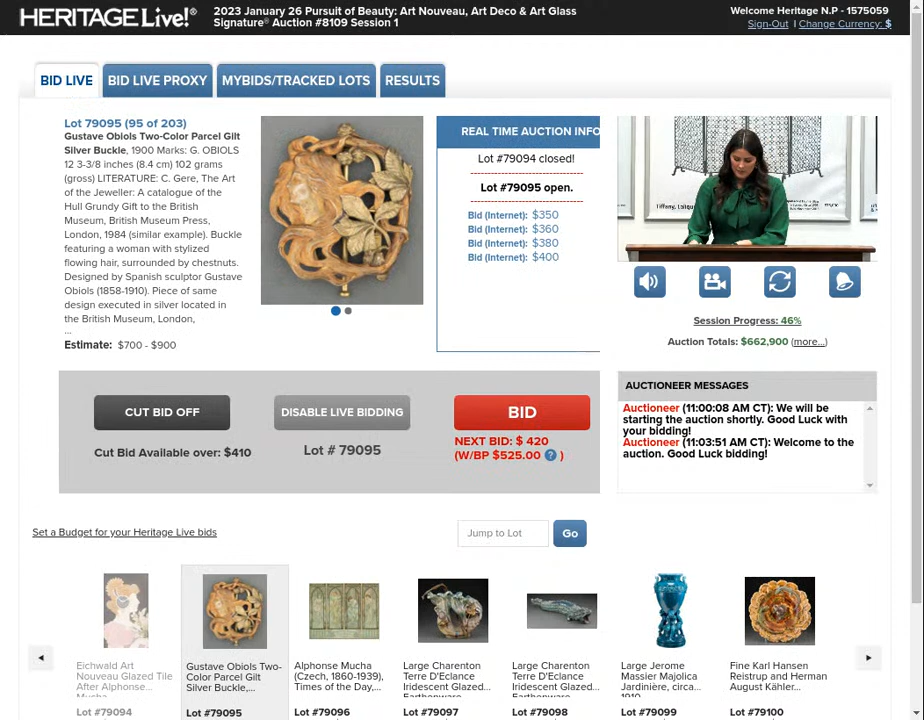 HERITAGE Live!®
2023 January 26 Pursuit of Beauty: Art Nouveau, Art Deco & Art Glass
Signature® Auction #8109 Session 1
Welcome Heritage N.P - 1575059
Sign-Out | Change Currency: $
BID LIVE
BID LIVE PROXY
MYBIDS/TRACKED LOTS
RESULTS
Lot 79095 (95 of 203)
Gustave Obiols Two-Color Parcel Gilt
Silver Buckle, 1900 Marks: G. OBIOLS
12 3-3/8 inches (8.4 cm) 102 grams
(gross) LITERATURE: C. Gere, The Art
of the Jeweller: A catalogue of the
Hull Grundy Gift to the British
Museum, British Museum Press,
London, 1984 (similar example). Buckle
featuring a woman with stylized
flowing hair, surrounded by chestnuts.
Designed by Spanish sculptor Gustave
Obiols (1858-1910). Piece of same
design executed in silver located in
the British Museum, London,
...
Estimate: $700 - $900
REAL TIME AUCTION INFO
Lot #79094 closed!
Lot #79095 open.
Bid (Internet): $350
Bid (Internet): $360
Bid (Internet): $380
Bid (Internet): $400
Session Progress: 46%
Auction Totals: $662,900 (more...)
CUT BID OFF
Cut Bid Available over: $410
DISABLE LIVE BIDDING
Lot # 79095
BID
NEXT BID: $ 420
(W/BP $525.00 ? )
AUCTIONEER MESSAGES
Auctioneer (11:00:08 AM CT): We will be
starting the auction shortly. Good Luck with
your bidding!
Auctioneer (11:03:51 AM CT): Welcome to the
auction. Good Luck bidding!
Set a Budget for your Heritage Live bids
Jump to Lot
Go
Eichwald Art
Nouveau Glazed Tile
After Alphonse
Mucha...
Lot #79094
Gustave Obiols Two-
Color Parcel Gilt
Silver Buckle,...
Lot #79095
Alphonse Mucha
(Czech, 1860-1939),
Times of the Day,...
Lot #79096
Large Charenton
Terre D'Eclance
Iridescent Glazed
Earthenware...
Lot #79097
Large Charenton
Terre D'Eclance
Iridescent Glazed
Earthenware...
Lot #79098
Large Jerome
Massier Majolica
Jardinière, circa...
19...
Lot #79099
Fine Karl Hansen
Reistrup and Herman
August Kähler...
Lot #79100